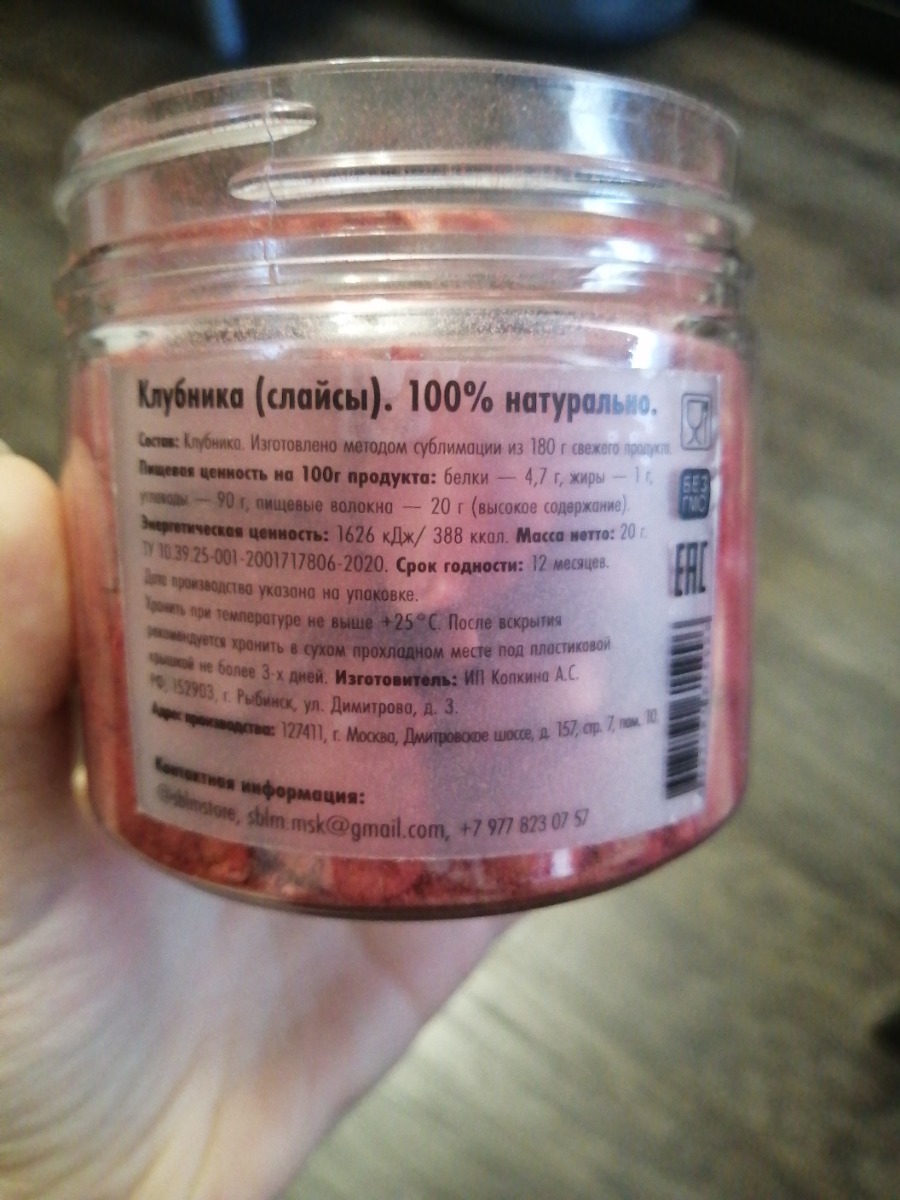 Клубника (слайсы). 100% натурально.
Состав: Клубника. Изготовлено методом сублимации из 180 г свежего продукта.
Пищевая ценность на 100г продукта: белки — 4,7 г, жиры — 1 г,
углеводы — 90 г, пищевые волокна — 20 г (высокое содержание).
Энергетическая ценность: 1626 кДж/ 388 ккал. Масса нетто: 20 г.
ТУ 10.39.25-001-2001717806-2020. Срок годности: 12 месяцев.
Дата производства указана на упаковке.
Хранить при температуре не выше +25°С. После вскрытия
рекомендуется хранить в сухом прохладном месте под пластиковой
крышкой не более 3-х дней. Изготовитель: ИП Копкина А.С.
РФ, 152903, г. Рыбинск, ул. Димитрова, д. 3.
Адрес производства: 127411, г. Москва, Дмитровское шоссе, д. 157, стр. 7, пом. 10.
Контактная информация:
@sblmstore, sblm.msk@gmail.com, +7 977 823 07 57
БЕЗ
ГМО
ЕАС